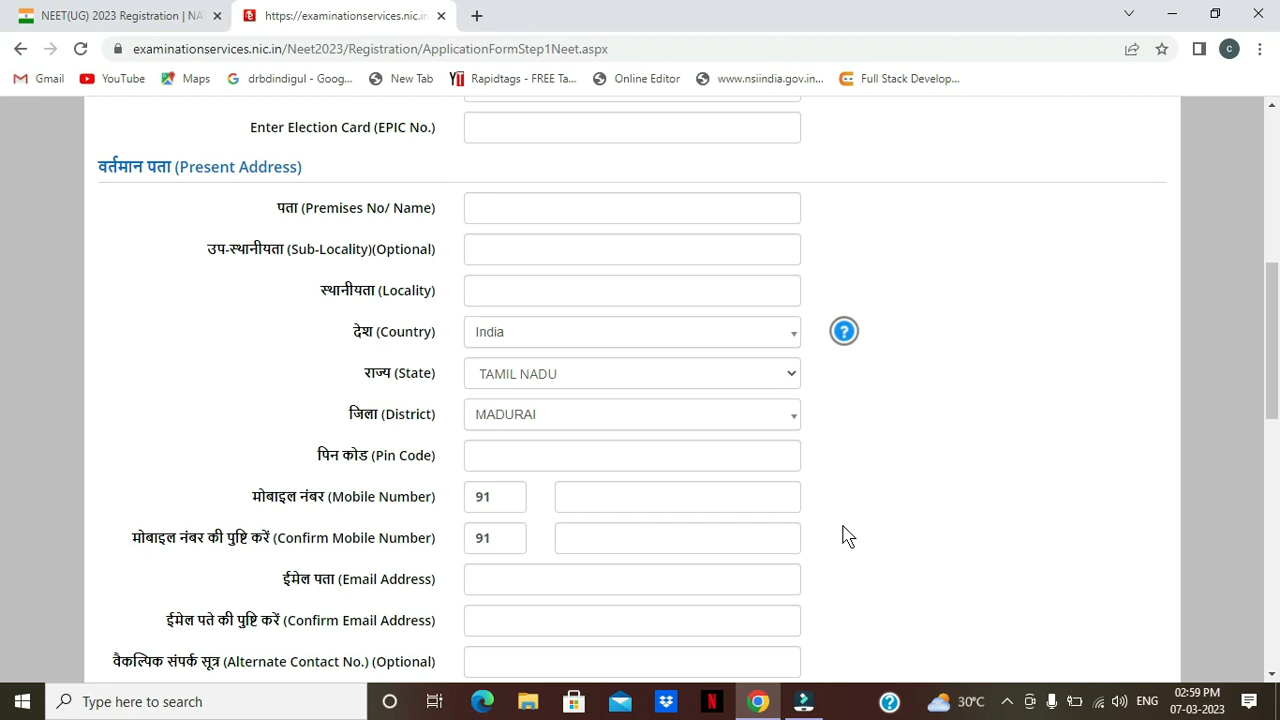 NEET(UG) 2023 Registration | NA
https://examinationservices.nic.in
examinationservices.nic.in/Neet2023/Registration/ApplicationFormStep1Neet.aspx
C
Gmail YouTube Maps drbdindigul - Goog... New Tab Rapidtags - FREE Ta... Online Editor www.nsiindia.gov.in... Full Stack Develop...
Enter Election Card (EPIC No.)
वर्तमान पता (Present Address)
पता (Premises No/ Name)
उप-स्थानीयता (Sub-Locality)(Optional)
स्थानीयता (Locality)
देश (Country) India ?
राज्य (State) TAMIL NADU
जिला (District) MADURAI
पिन कोड (Pin Code)
मोबाइल नंबर (Mobile Number) 91
मोबाइल नंबर की पुष्टि करें (Confirm Mobile Number) 91
ईमेल पता (Email Address)
ईमेल पते की पुष्टि करें (Confirm Email Address)
वैकल्पिक संपर्क सूत्र (Alternate Contact No.) (Optional)
Type here to search
30°C
ENG
02:59 PM
07-03-2023